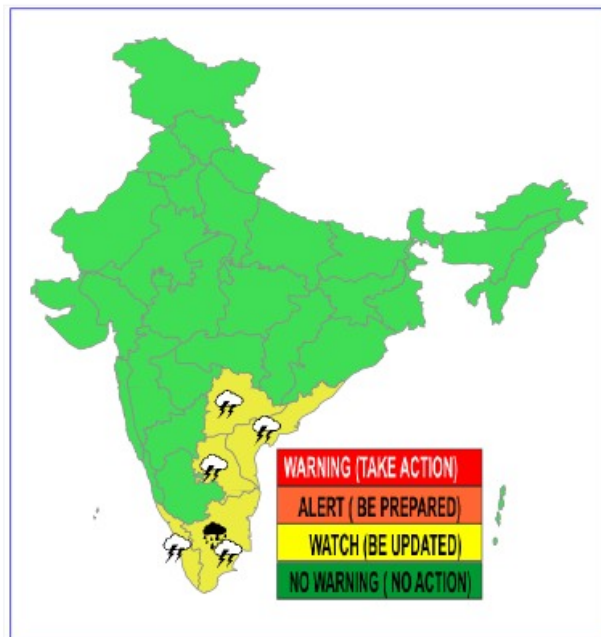 WARNING (TAKE ACTION)
ALERT ( BE PREPARED)
WATCH (BE UPDATED)
NO WARNING ( NO ACTION)